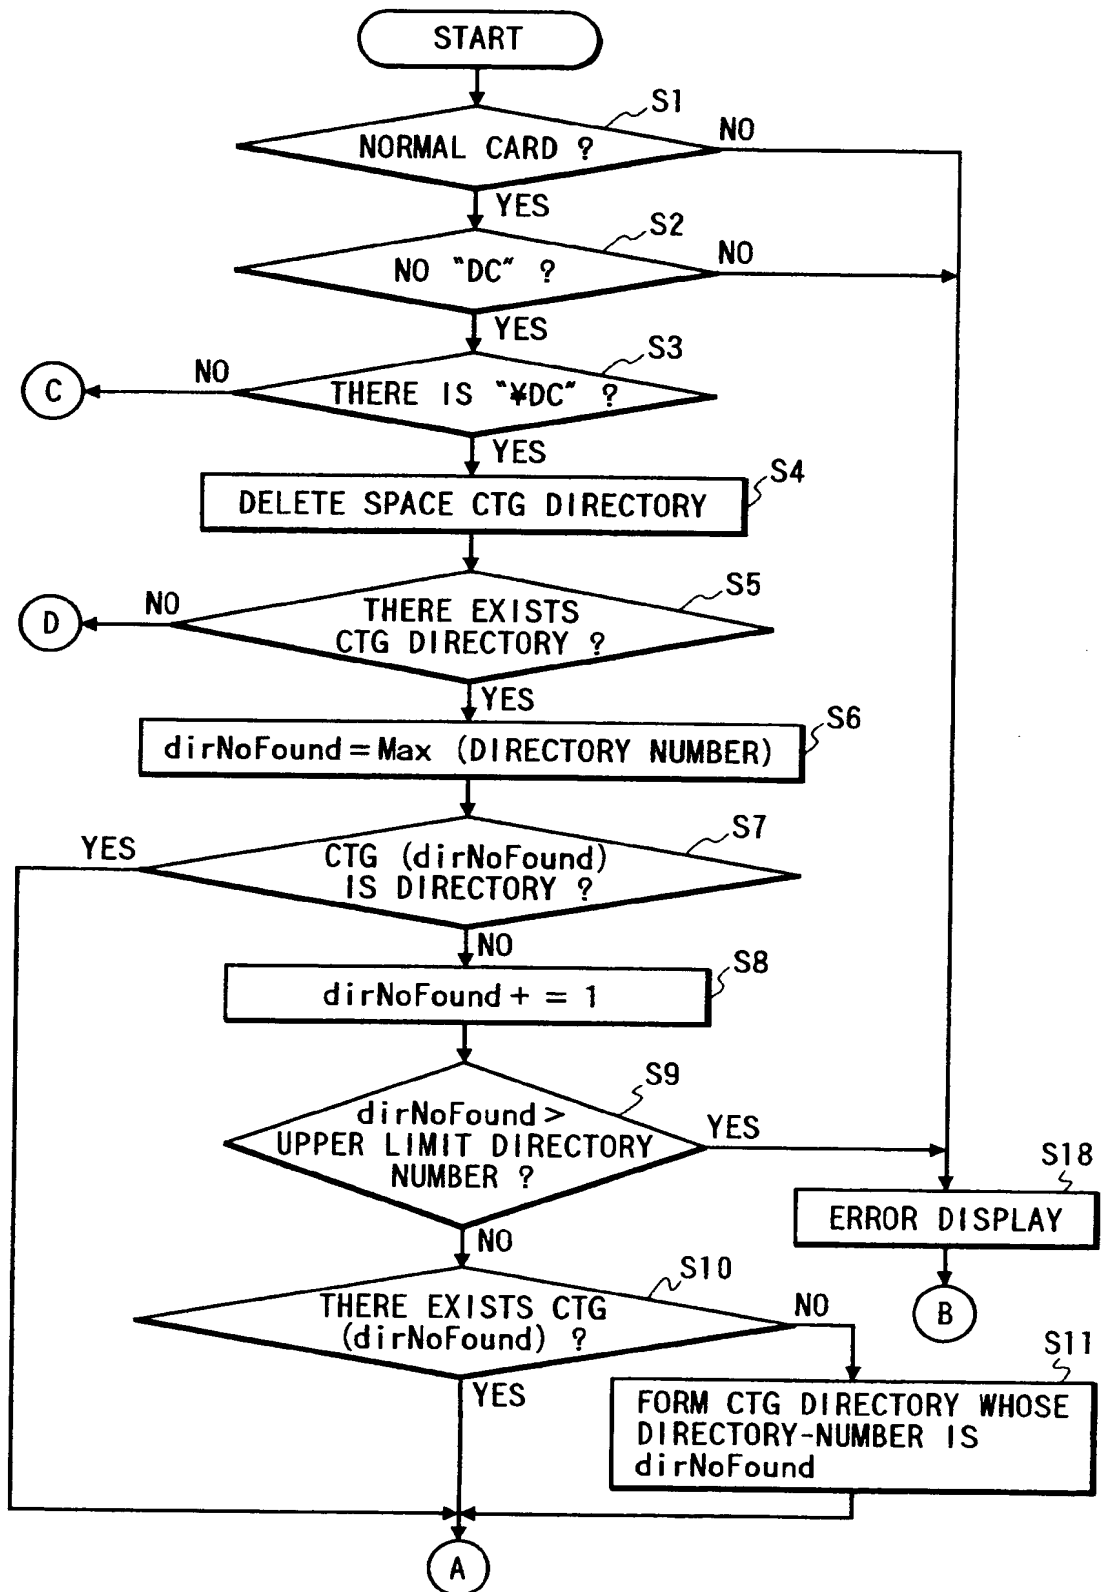 START
S1
NORMAL CARD ?
NO
YES
S2
NO "DC" ?
NO
YES
S3
NO
C
THERE IS "¥DC" ?
YES
S4
DELETE SPACE CTG DIRECTORY
S5
NO
D
THERE EXISTS
CTG DIRECTORY ?
YES
S6
dirNoFound=Max (DIRECTORY NUMBER)
S7
YES
CTG (dirNoFound)
IS DIRECTORY ?
NO
S8
dirNoFound+ = 1
S9
dirNoFound>
UPPER LIMIT DIRECTORY
NUMBER ?
YES
NO
S18
ERROR DISPLAY
B
S10
THERE EXISTS CTG
(dirNoFound) ?
NO
YES
S11
FORM CTG DIRECTORY WHOSE
DIRECTORY-NUMBER IS
dirNoFound
A